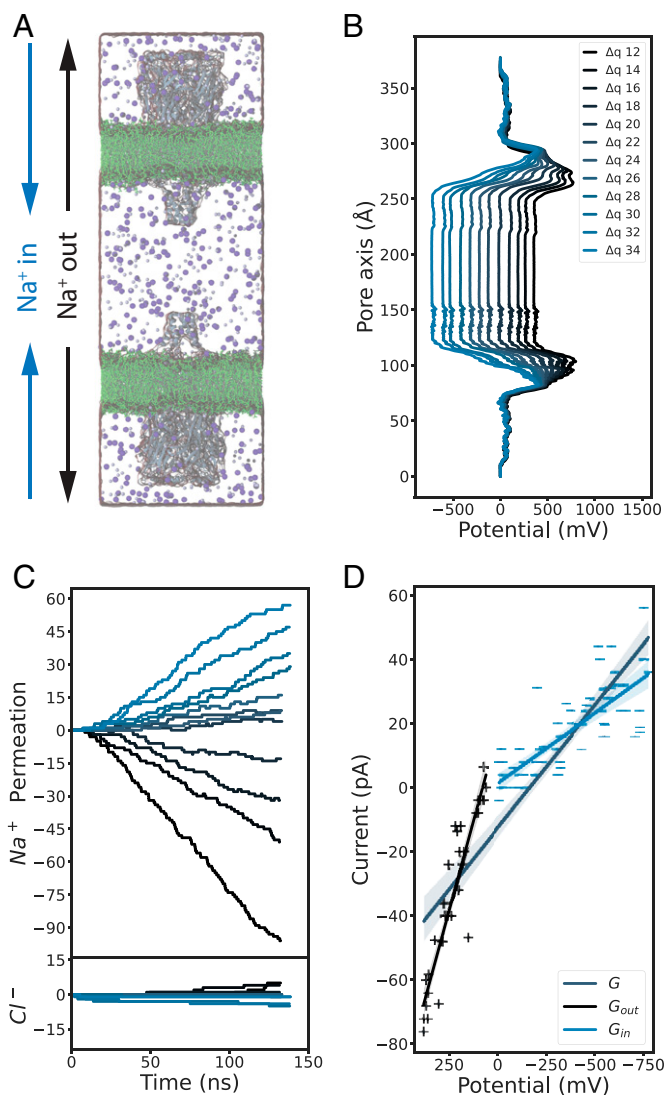 A
Na⁺ in
Na⁺ out
B
Pore axis (Å)
350
300
250
200
150
100
50
0
−500 0 500 1000 1500
Potential (mV)
Δq 12
Δq 14
Δq 16
Δq 18
Δq 20
Δq 22
Δq 24
Δq 26
Δq 28
Δq 30
Δq 32
Δq 34
C
Na⁺ Permeation
60
45
30
15
0
−15
−30
−45
−60
−75
−90
Cl⁻
15
0
−15
0 50 100 150
Time (ns)
D
Current (pA)
60
40
20
0
−20
−40
−60
−80
250 0 −250 −500 −750
Potential (mV)
G
G_out
G_in